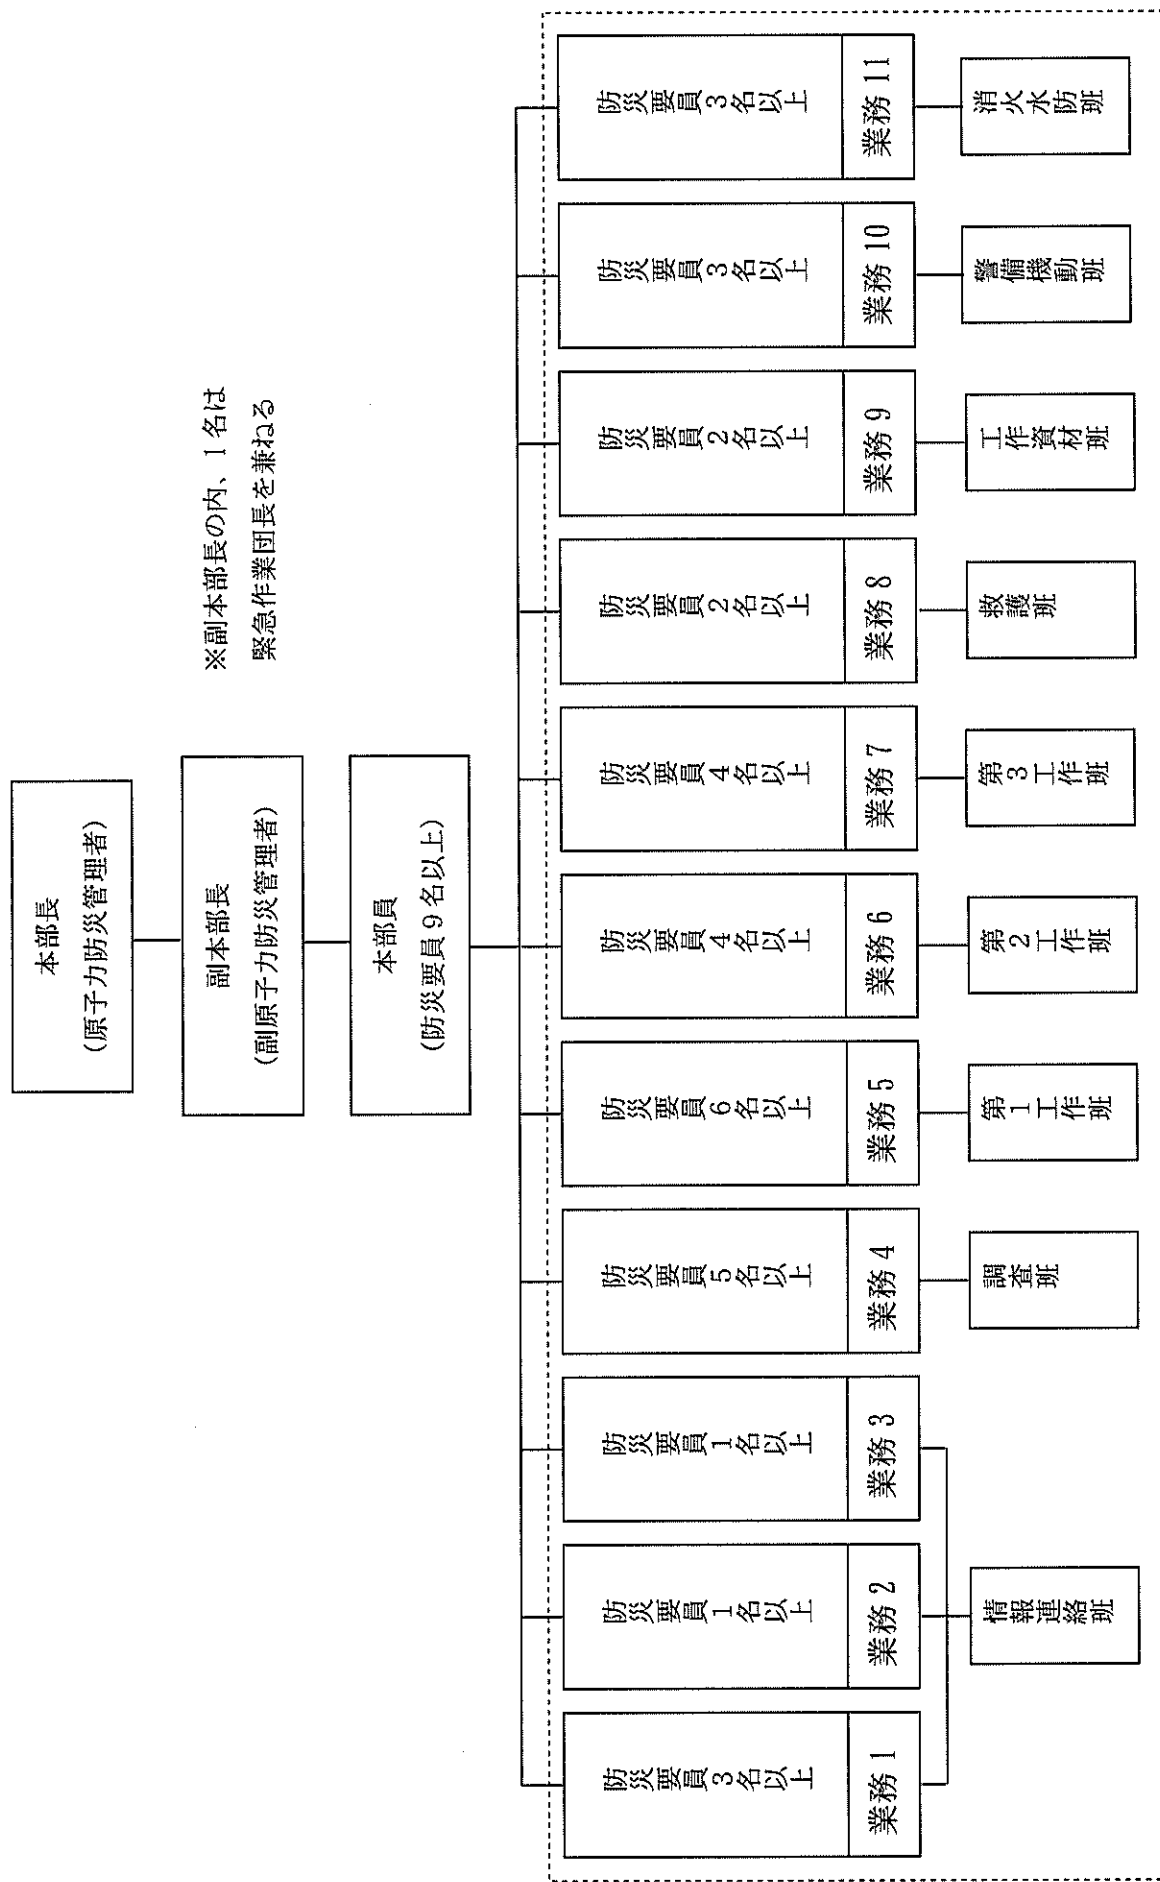 本部長
(原子力防災管理者)
副本部長
(副原子力防災管理者)
※副本部長の内、1名は
緊急作業団長を兼ねる
本部員
(防災要員9名以上)
防災要員3名以上
業務1
防災要員1名以上
業務2
防災要員1名以上
業務3
防災要員5名以上
業務4
防災要員6名以上
業務5
防災要員4名以上
業務6
防災要員4名以上
業務7
防災要員2名以上
業務8
防災要員2名以上
業務9
防災要員3名以上
業務10
防災要員3名以上
業務11
情報連絡班
調査班
第1工作班
第2工作班
第3工作班
救護班
工作資材班
警備機動班
消火水防班